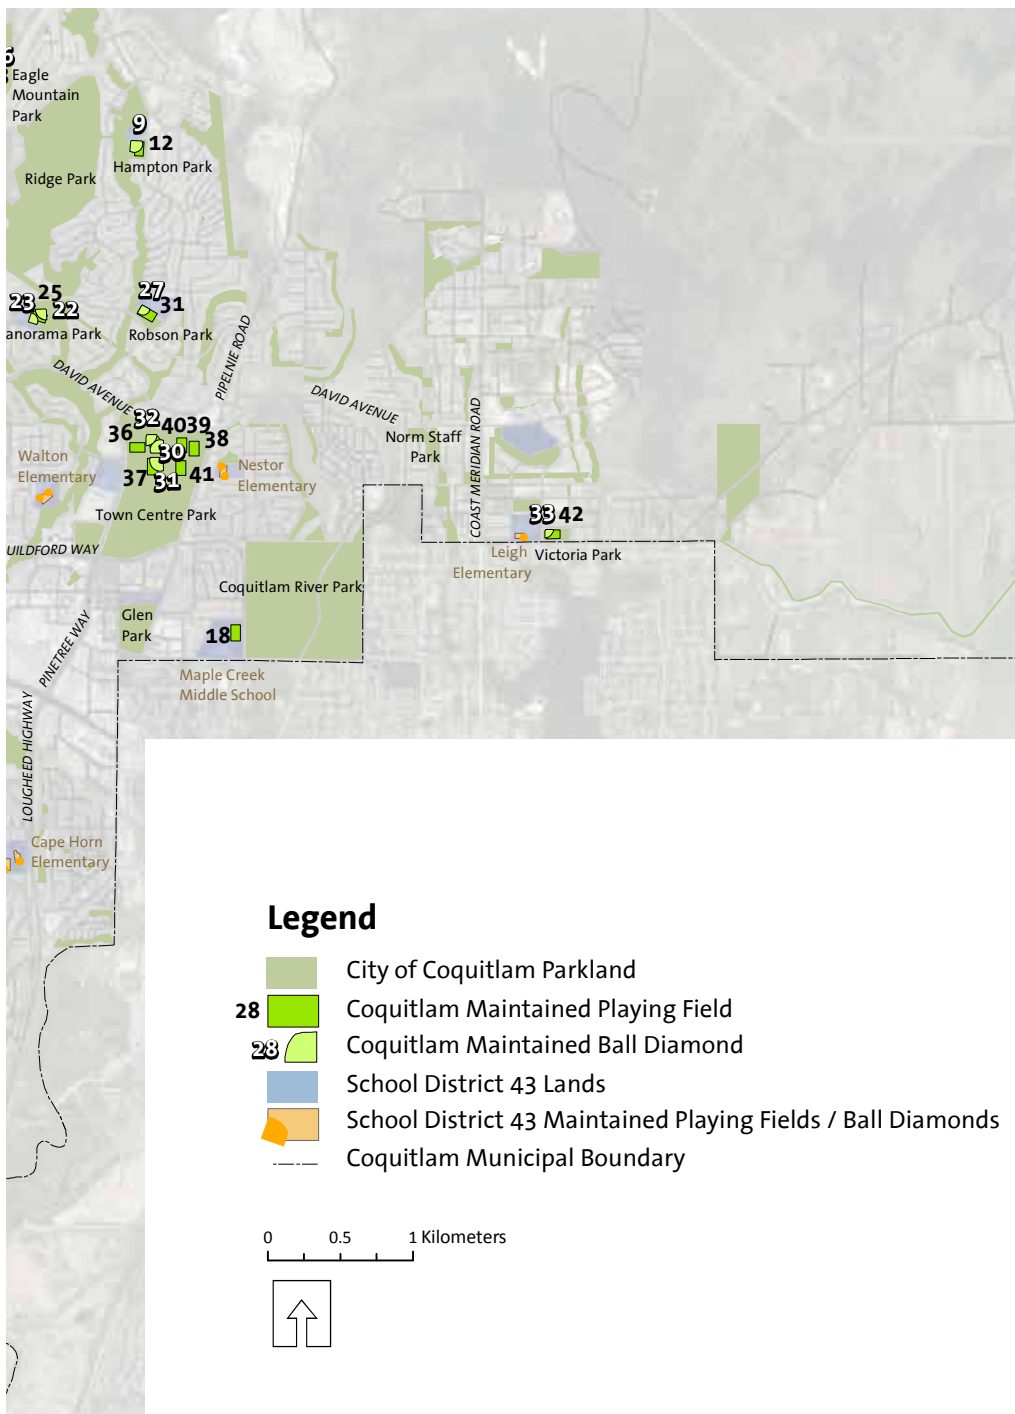 6
Eagle
Mountain
Park
9
12
Hampton Park
Ridge Park
25
23
22
anorama Park
27
31
Robson Park
PIPELNIE ROAD
DAVID AVENUE
DAVID AVENUE
32
40
39
36
38
30
37
31
41
Walton
Elementary
Nestor
Elementary
Town Centre Park
Norm Staff
Park
COAST MERIDIAN ROAD
33
42
Leigh
Elementary
Victoria Park
UILDFORD WAY
Coquitlam River Park
Glen
Park
PINETREE WAY
18
Maple Creek
Middle School
LOUGHEED HIGHWAY
Cape Horn
Elementary
Legend
City of Coquitlam Parkland
28 Coquitlam Maintained Playing Field
28 Coquitlam Maintained Ball Diamond
School District 43 Lands
School District 43 Maintained Playing Fields / Ball Diamonds
Coquitlam Municipal Boundary
0 0.5 1 Kilometers